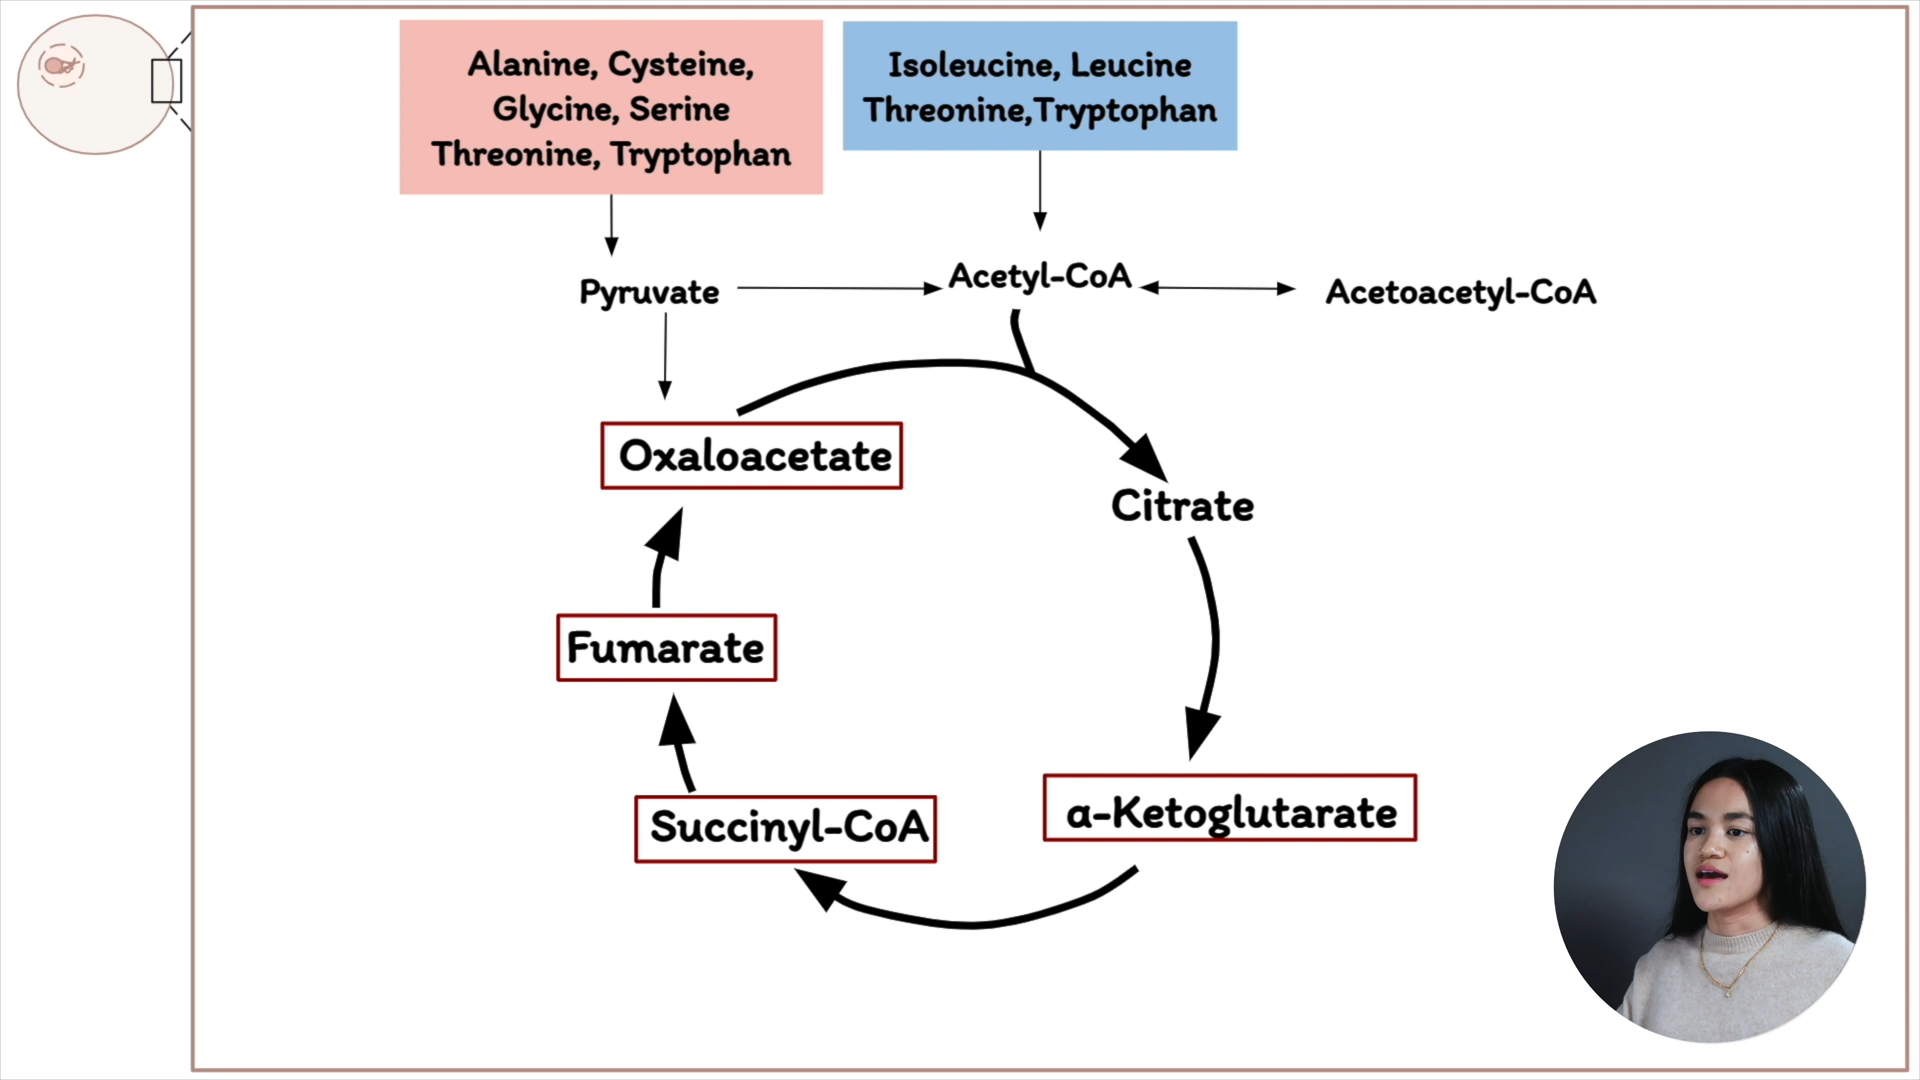 Alanine, Cysteine,
Glycine, Serine
Threonine, Tryptophan
Isoleucine, Leucine
Threonine,Tryptophan
Pyruvate
Acetyl-CoA
Acetoacetyl-CoA
Oxaloacetate
Citrate
Fumarate
Succinyl-CoA
α-Ketoglutarate